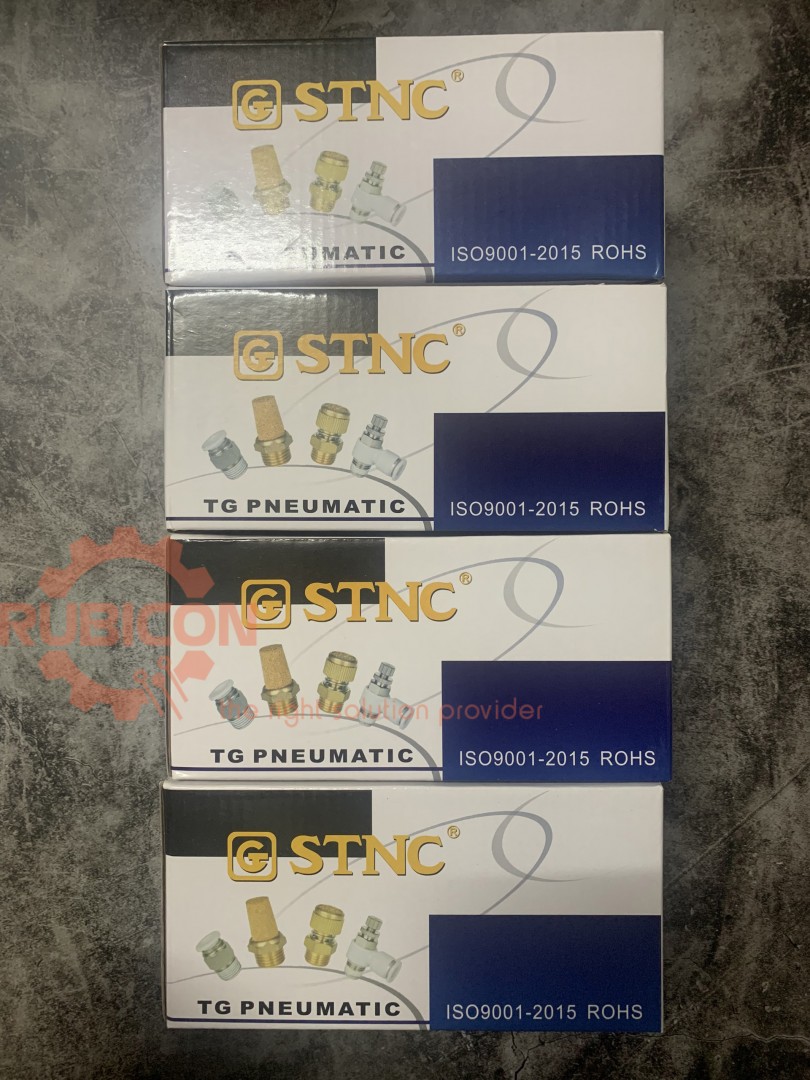 STNC®
UMATIC
ISO9001-2015 ROHS
STNC®
TG PNEUMATIC
ISO9001-2015 ROHS
STNC®
RUBICON
the right solution provider
TG PNEUMATIC
ISO9001-2015 ROHS
STNC®
TG PNEUMATIC
ISO9001-2015 ROHS